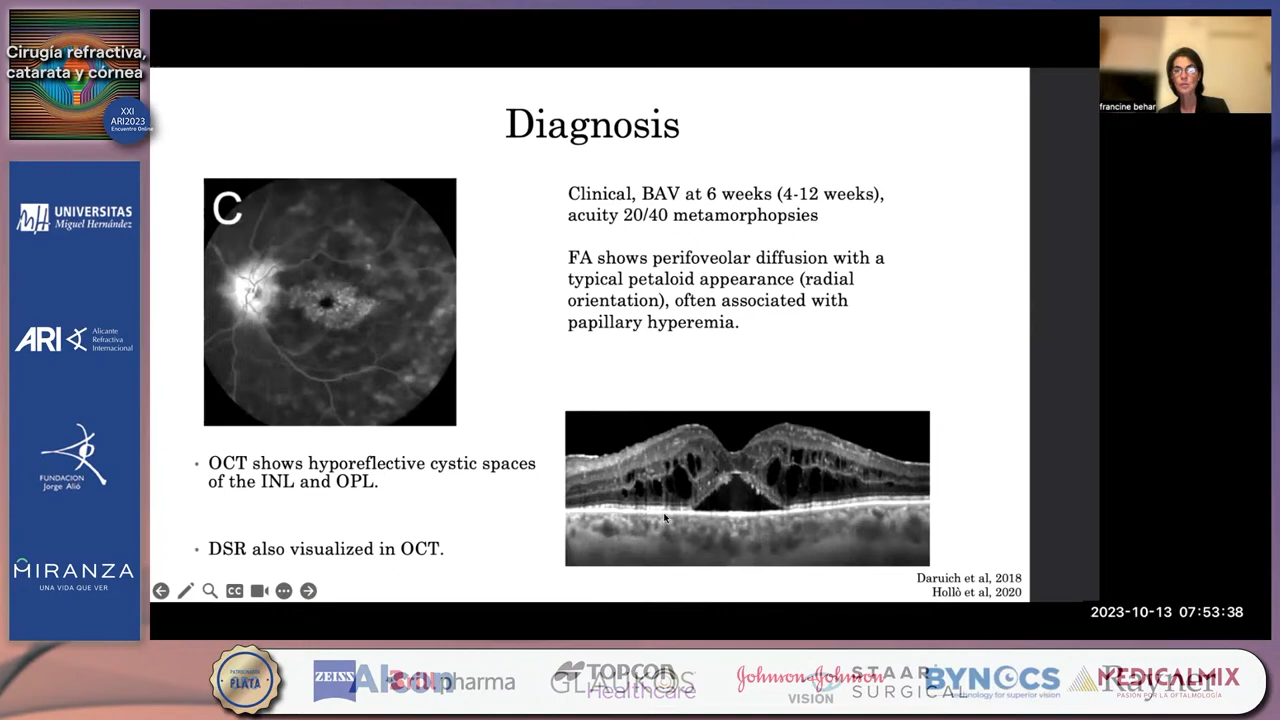 Cirugía refractiva,
catarata y córnea
XXI
ARI2023
Encuentro Online
UNIVERSITAS
Miguel Hernández
ARI
Alicante
Refractiva
Internacional
FUNDACION
Jorge Alió
MIRANZA
UNA VIDA QUE VER
Diagnosis
C
Clinical, BAV at 6 weeks (4-12 weeks),
acuity 20/40 metamorphopsies
FA shows perifoveolar diffusion with a
typical petaloid appearance (radial
orientation), often associated with
papillary hyperemia.
• OCT shows hyporeflective cystic spaces
of the INL and OPL.
• DSR also visualized in OCT.
Daruich et al, 2018
Hollò et al, 2020
CC
francine behar
2023-10-13 07:53:38
PATROCINADOR
PLATA
ZEISS
Alcon
pharma
TOPCON
Healthcare
GLAUKOS
Johnson & Johnson
VISION
STAAR
SURGICAL
BYNOCS
technology for superior vision
Rayner
MEDICALMIX
PASIÓN POR LA OFTALMOLOGÍA